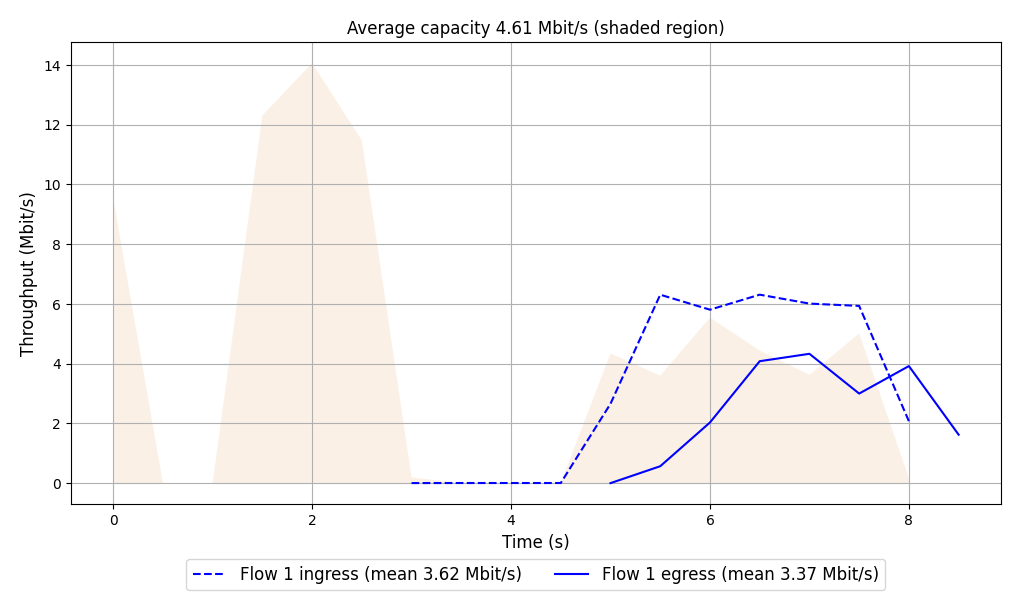 Average capacity 4.61 Mbit/s (shaded region)
Throughput (Mbit/s)
14
12
10
8
6
4
2
0
0 2 4 6 8
Time (s)
Flow 1 ingress (mean 3.62 Mbit/s) Flow 1 egress (mean 3.37 Mbit/s)